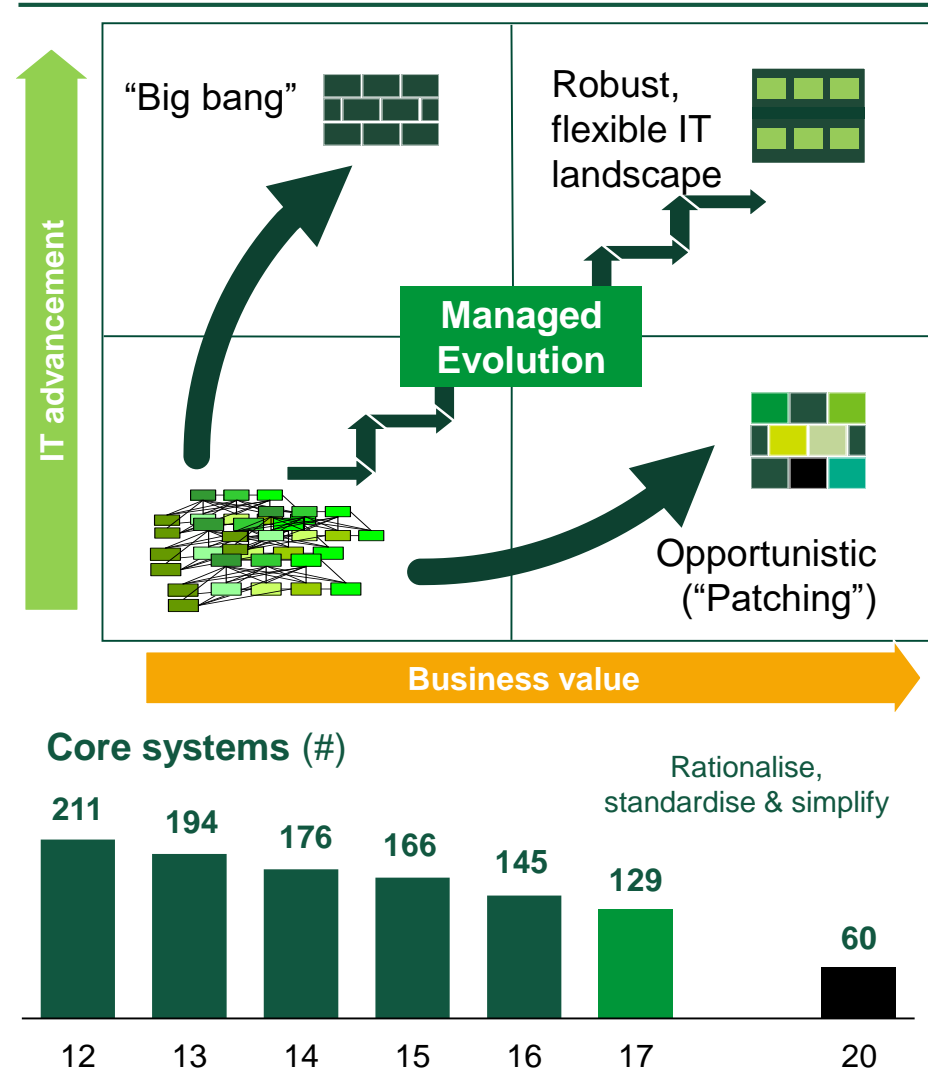 “Big bang”
Robust,
flexible IT
landscape
IT advancement
Managed
Evolution
Opportunistic
(“Patching”)
Business value
Core systems (#)
Rationalise,
standardise & simplify
211
194
176
166
145
129
60
12
13
14
15
16
17
20